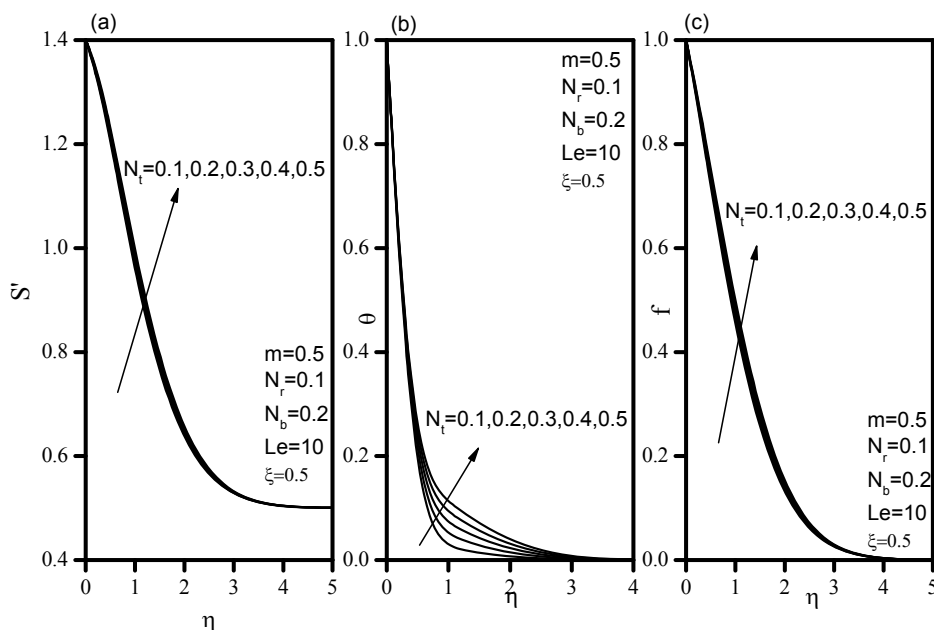 (a)
1.4
1.2
1.0
0.8
0.6
0.4
S'
N_t=0.1,0.2,0.3,0.4,0.5
m=0.5
N_r=0.1
N_b=0.2
Le=10
ξ=0.5
0 1 2 3 4 5
η
(b)
1.0
0.8
0.6
0.4
0.2
0.0
θ
m=0.5
N_r=0.1
N_b=0.2
Le=10
ξ=0.5
N_t=0.1,0.2,0.3,0.4,0.5
0 1 2 3 4
η
(c)
1.0
0.8
0.6
0.4
0.2
0.0
f
N_t=0.1,0.2,0.3,0.4,0.5
m=0.5
N_r=0.1
N_b=0.2
Le=10
ξ=0.5
0 1 2 3 4 5
η